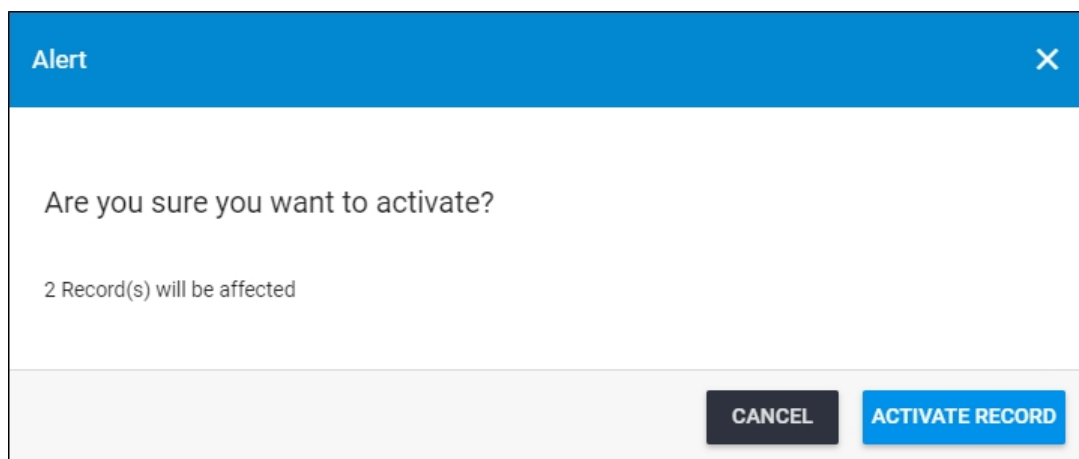 Alert
Are you sure you want to activate?
2 Record(s) will be affected
CANCEL
ACTIVATE RECORD